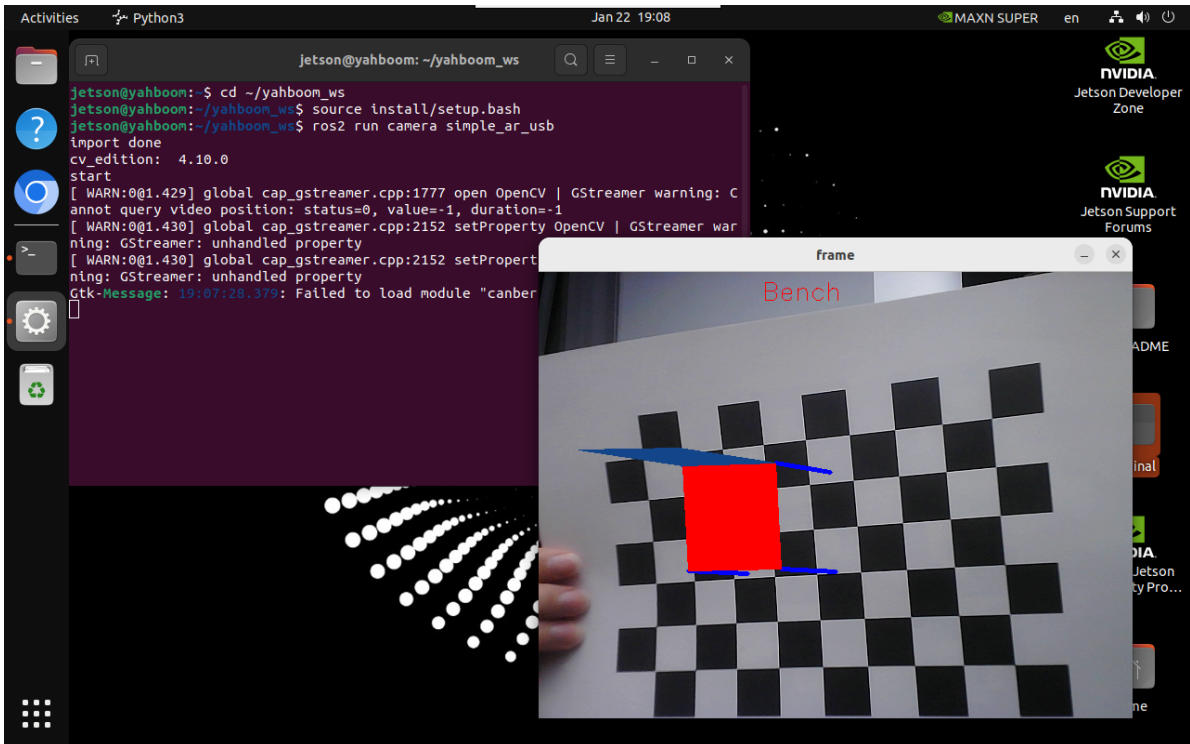 Activities
Python3
Jan 22 19:08
MAXN SUPER
en
jetson@yahboom: ~/yahboom_ws
jetson@yahboom:~$ cd ~/yahboom_ws
jetson@yahboom:~/yahboom_ws$ source install/setup.bash
jetson@yahboom:~/yahboom_ws$ ros2 run camera simple_ar_usb
import done
cv_edition:  4.10.0
start
[ WARN:0@1.429] global cap_gstreamer.cpp:1777 open OpenCV | GStreamer warning: C
annot query video position: status=0, value=-1, duration=-1
[ WARN:0@1.430] global cap_gstreamer.cpp:2152 setProperty OpenCV | GStreamer war
ning: GStreamer: unhandled property
[ WARN:0@1.430] global cap_gstreamer.cpp:2152 setPropert
ning: GStreamer: unhandled property
Gtk-Message: 19:07:28.379: Failed to load module "canber
frame
Bench
NVIDIA.
Jetson Developer
Zone
NVIDIA.
Jetson Support
Forums
ADME
inal
DIA.
Jetson
ty Pro...
me